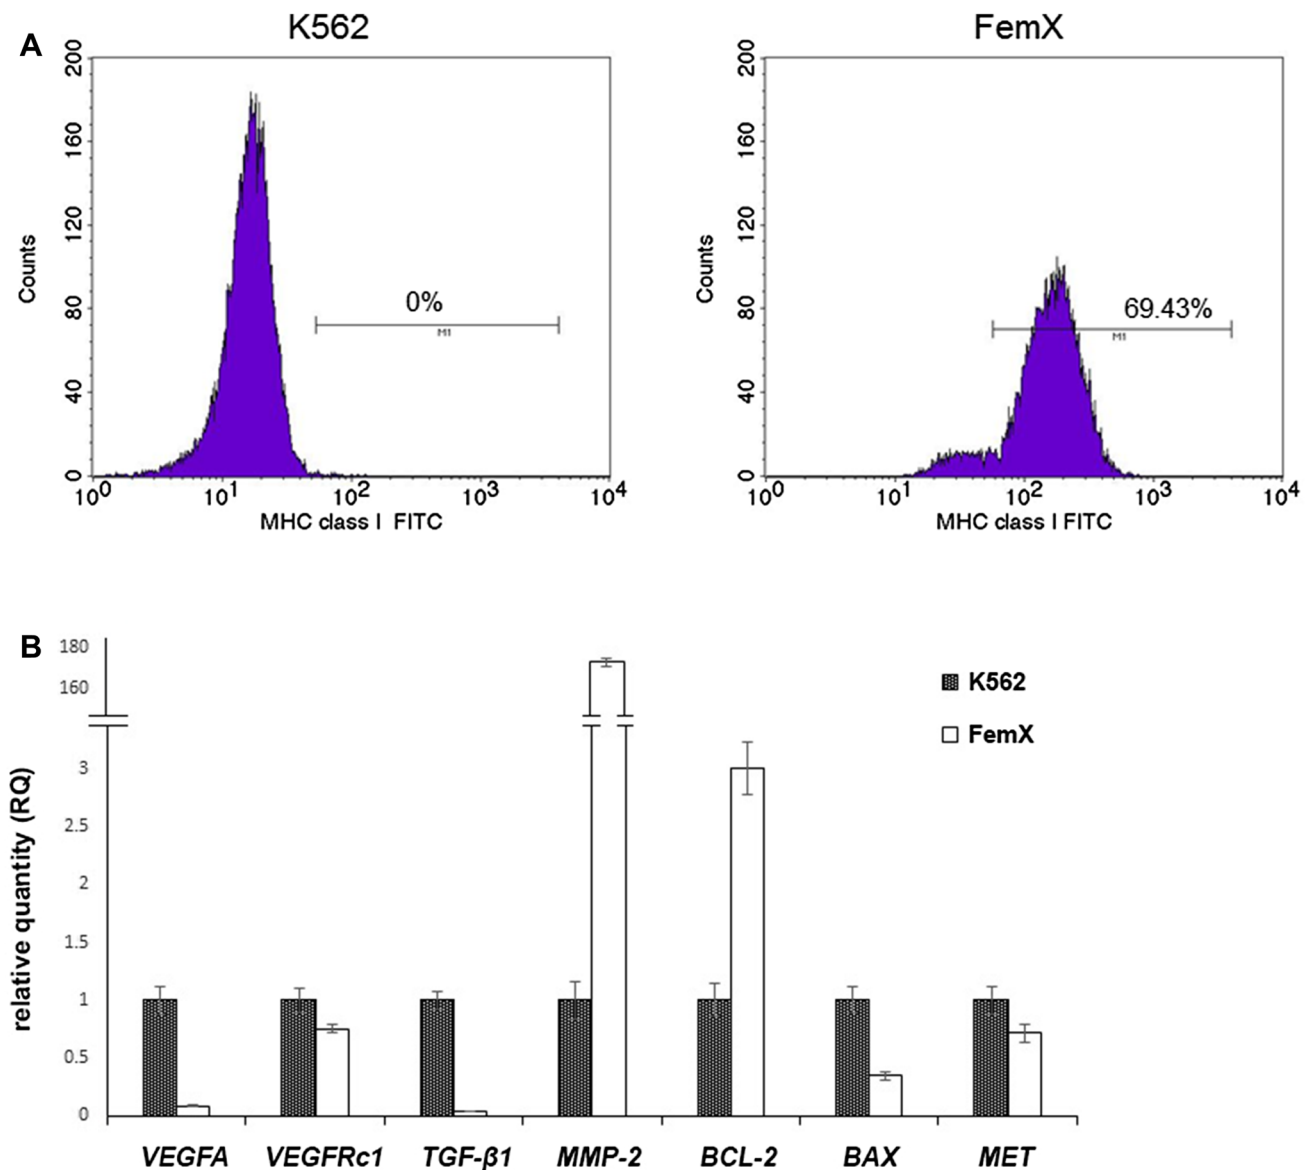 A
K562
FemX
200
160
120
80
40
0
Counts
0%
M1
10^0 10^1 10^2 10^3 10^4
MHC class I FITC
200
160
120
80
40
0
Counts
69.43%
M1
10^0 10^1 10^2 10^3 10^4
MHC class I FITC
B
180
160
3
2.5
2
1.5
1
0.5
0
relative quantity (RQ)
K562
FemX
VEGFA VEGFRc1 TGF-β1 MMP-2 BCL-2 BAX MET